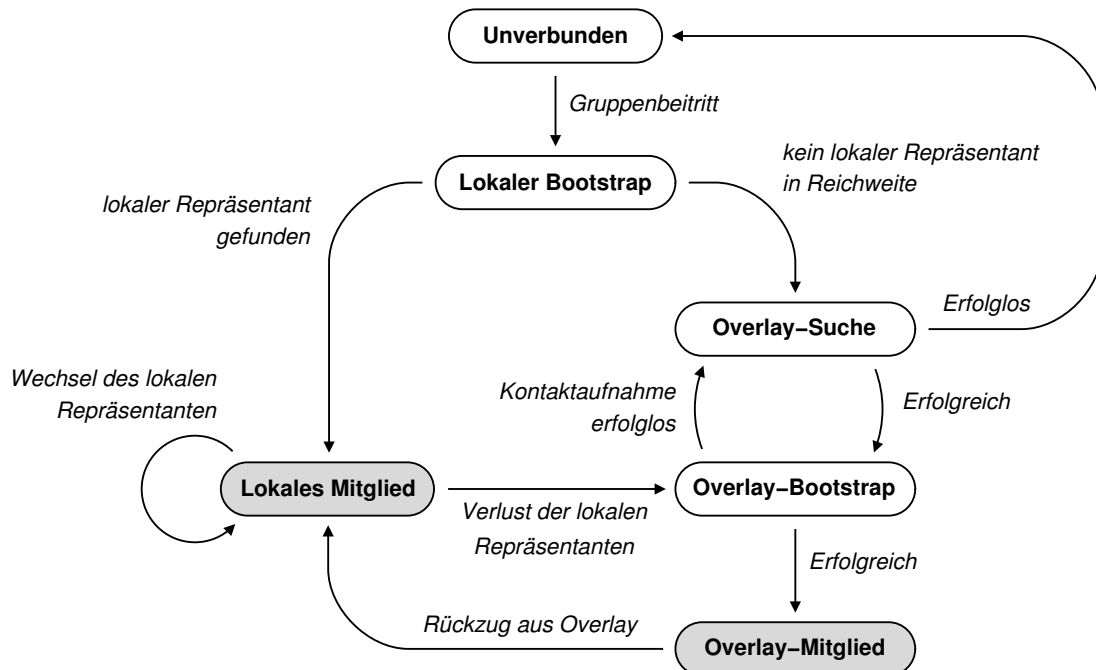 Unverbunden
Gruppenbeitritt
kein lokaler Repräsentant
in Reichweite
Lokaler Bootstrap
lokaler Repräsentant
gefunden
Erfolglos
Overlay−Suche
Wechsel des lokalen
Repräsentanten
Kontaktaufnahme
erfolglos
Erfolgreich
Lokales Mitglied
Overlay−Bootstrap
Verlust der lokalen
Repräsentanten
Erfolgreich
Rückzug aus Overlay
Overlay−Mitglied